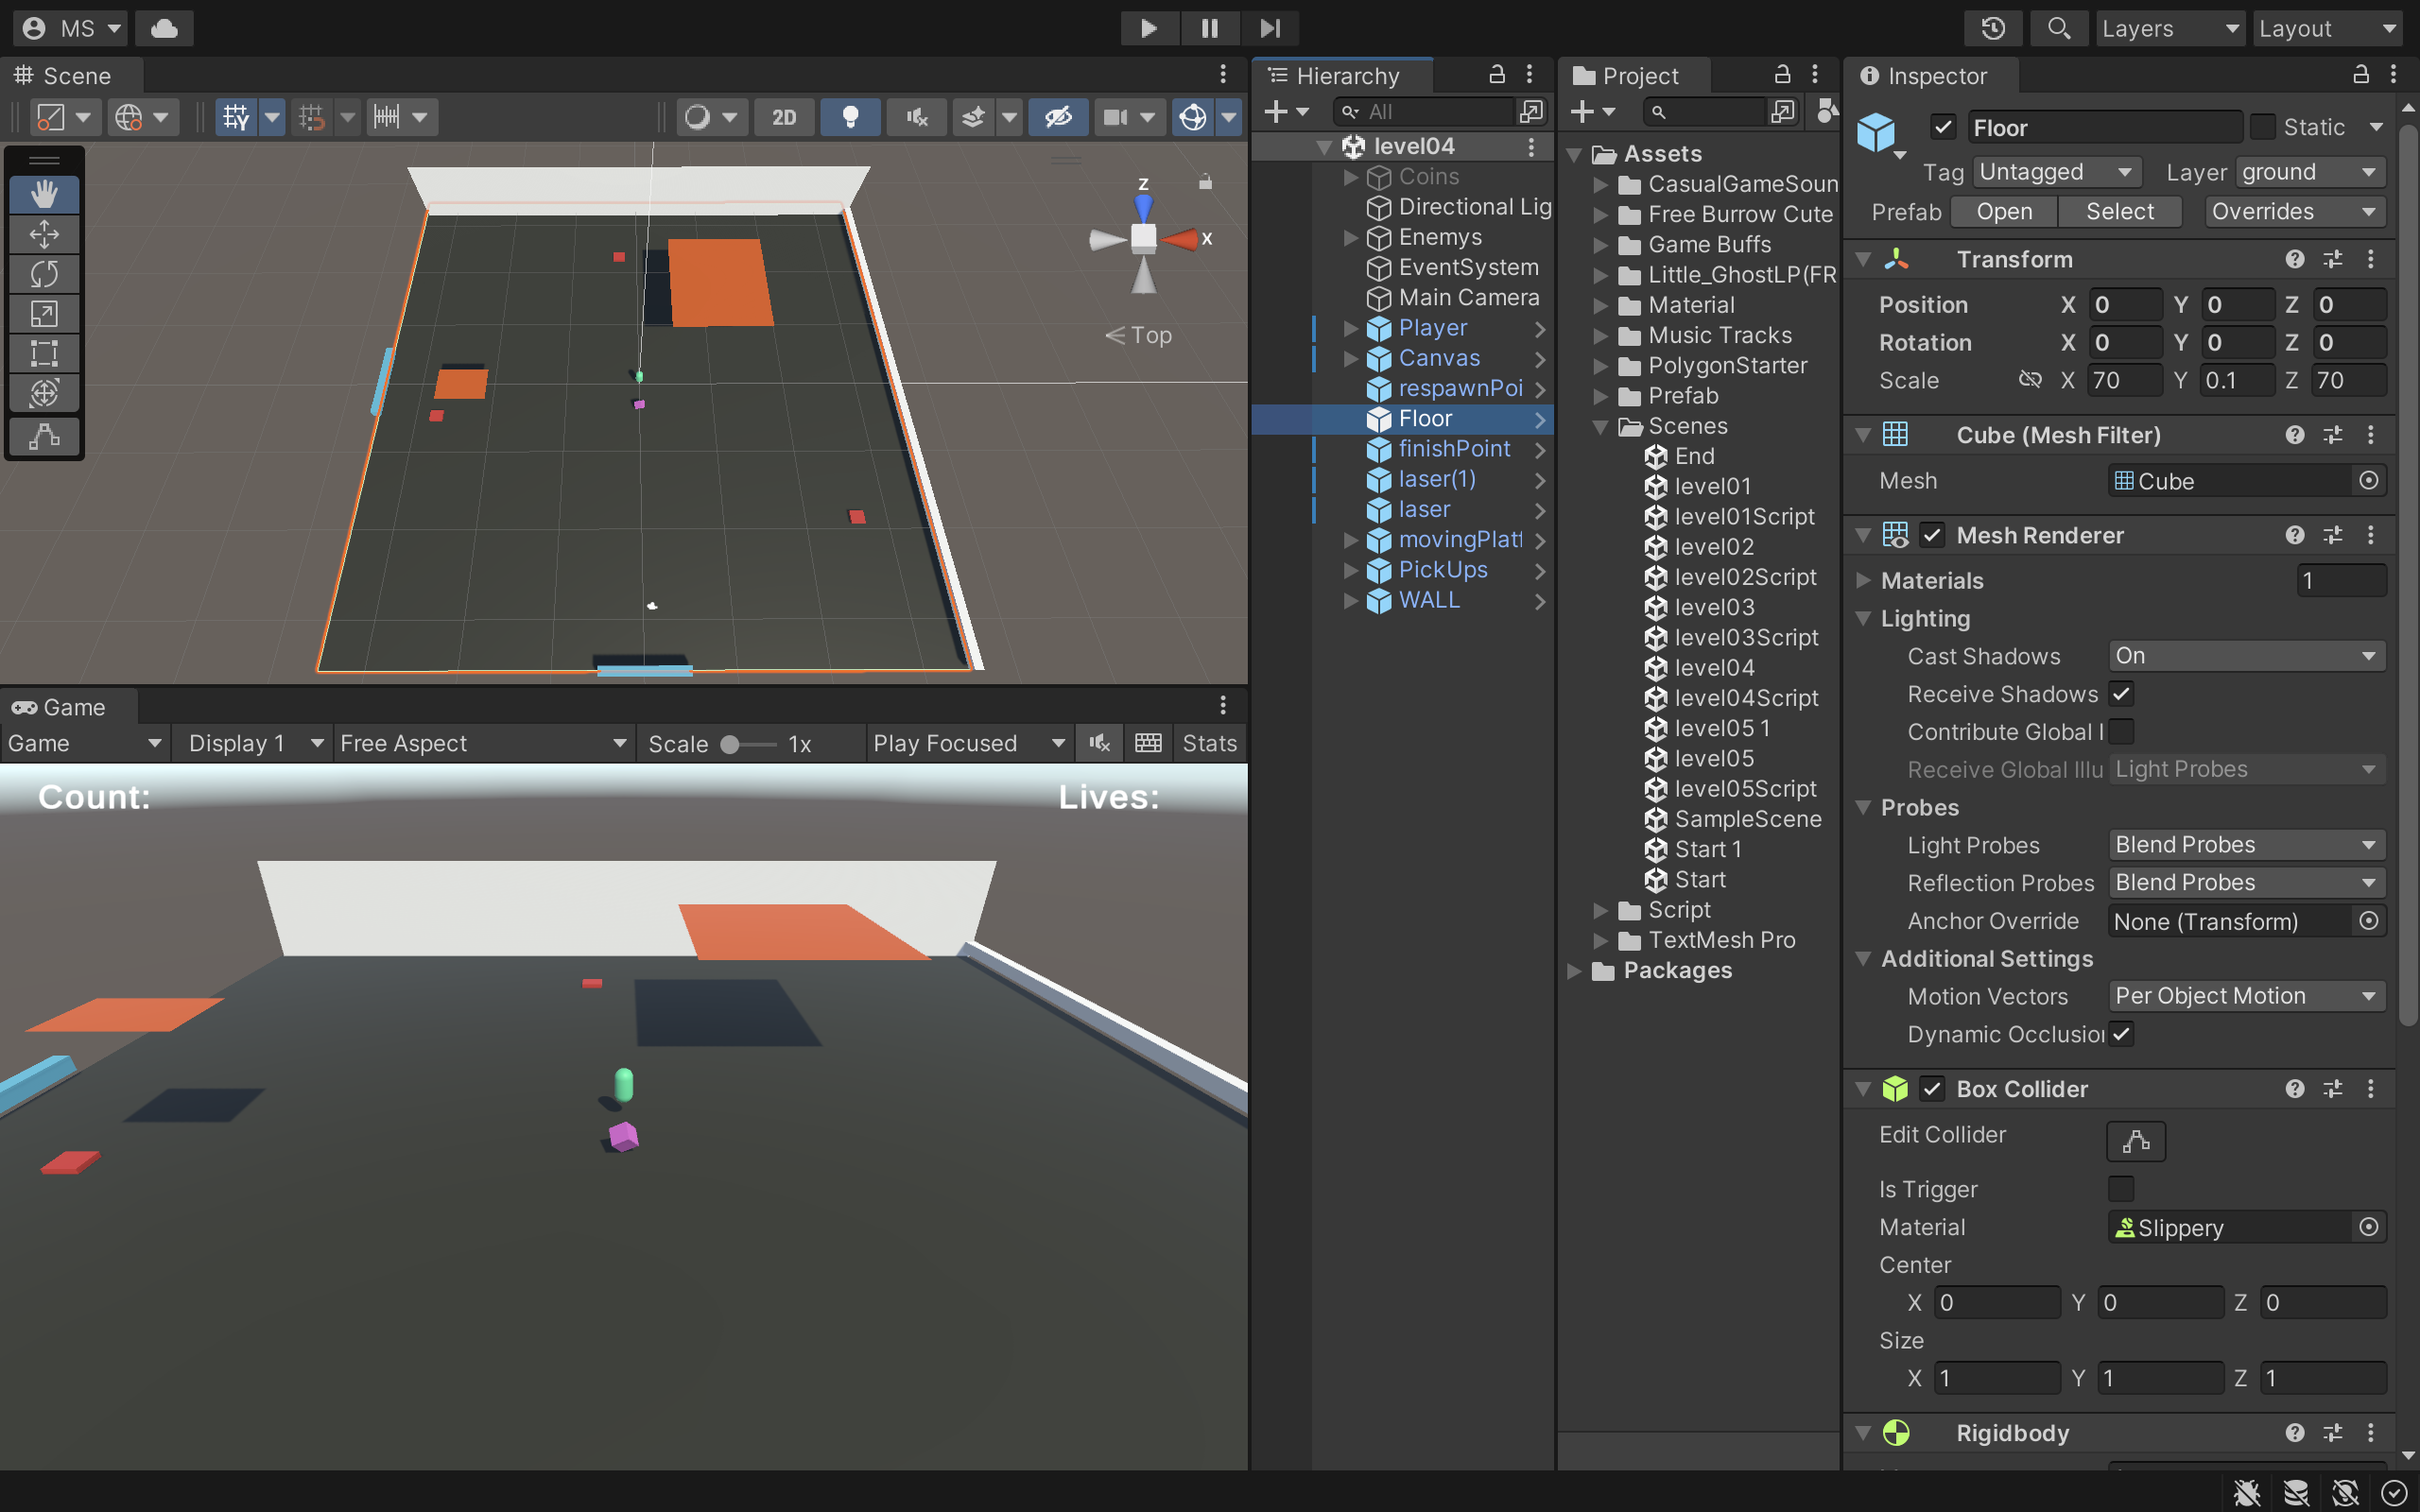 MS
Layers
Layout
Scene
2D
Z
X
Top
Game
Game
Display 1
Free Aspect
Scale
1x
Play Focused
Stats
Count:
Lives:
Hierarchy
All
level04
Coins
Directional Lig
Enemys
EventSystem
Main Camera
Player
Canvas
respawnPoi
Floor
finishPoint
laser(1)
laser
movingPlatf
PickUps
WALL
Project
Assets
CasualGameSoun
Free Burrow Cute
Game Buffs
Little_GhostLP(FR
Material
Music Tracks
PolygonStarter
Prefab
Scenes
End
level01
level01Script
level02
level02Script
level03
level03Script
level04
level04Script
level05 1
level05
level05Script
SampleScene
Start 1
Start
Script
TextMesh Pro
Packages
Inspector
Floor
Static
Tag Untagged Layer ground
Prefab Open Select Overrides
Transform
Position X 0 Y 0 Z 0
Rotation X 0 Y 0 Z 0
Scale X 70 Y 0.1 Z 70
Cube (Mesh Filter)
Mesh Cube
Mesh Renderer
Materials 1
Lighting
Cast Shadows On
Receive Shadows
Contribute Global I
Receive Global Illu Light Probes
Probes
Light Probes Blend Probes
Reflection Probes Blend Probes
Anchor Override None (Transform)
Additional Settings
Motion Vectors Per Object Motion
Dynamic Occlusion
Box Collider
Edit Collider
Is Trigger
Material Slippery
Center
X 0 Y 0 Z 0
Size
X 1 Y 1 Z 1
Rigidbody